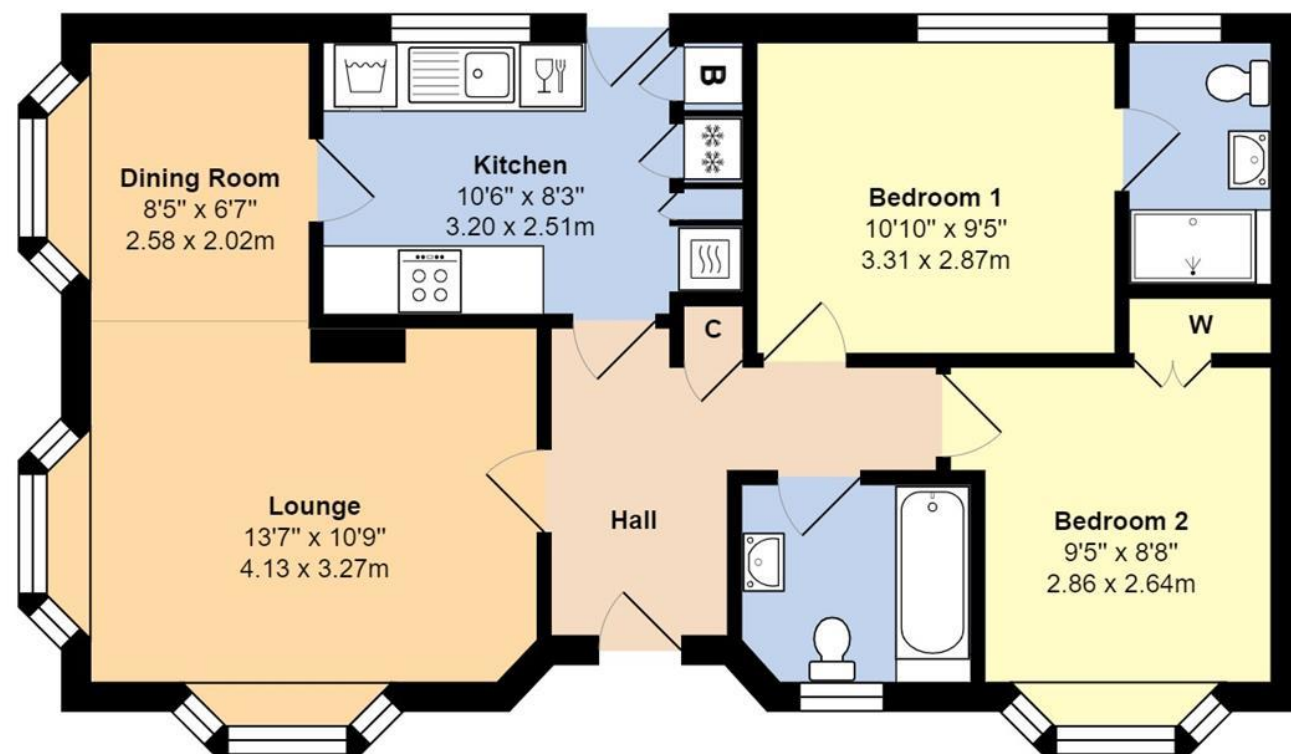 B
Dining Room
8'5" x 6'7"
2.58 x 2.02m
Kitchen
10'6" x 8'3"
3.20 x 2.51m
Bedroom 1
10'10" x 9'5"
3.31 x 2.87m
C
W
Lounge
13'7" x 10'9"
4.13 x 3.27m
Hall
Bedroom 2
9'5" x 8'8"
2.86 x 2.64m